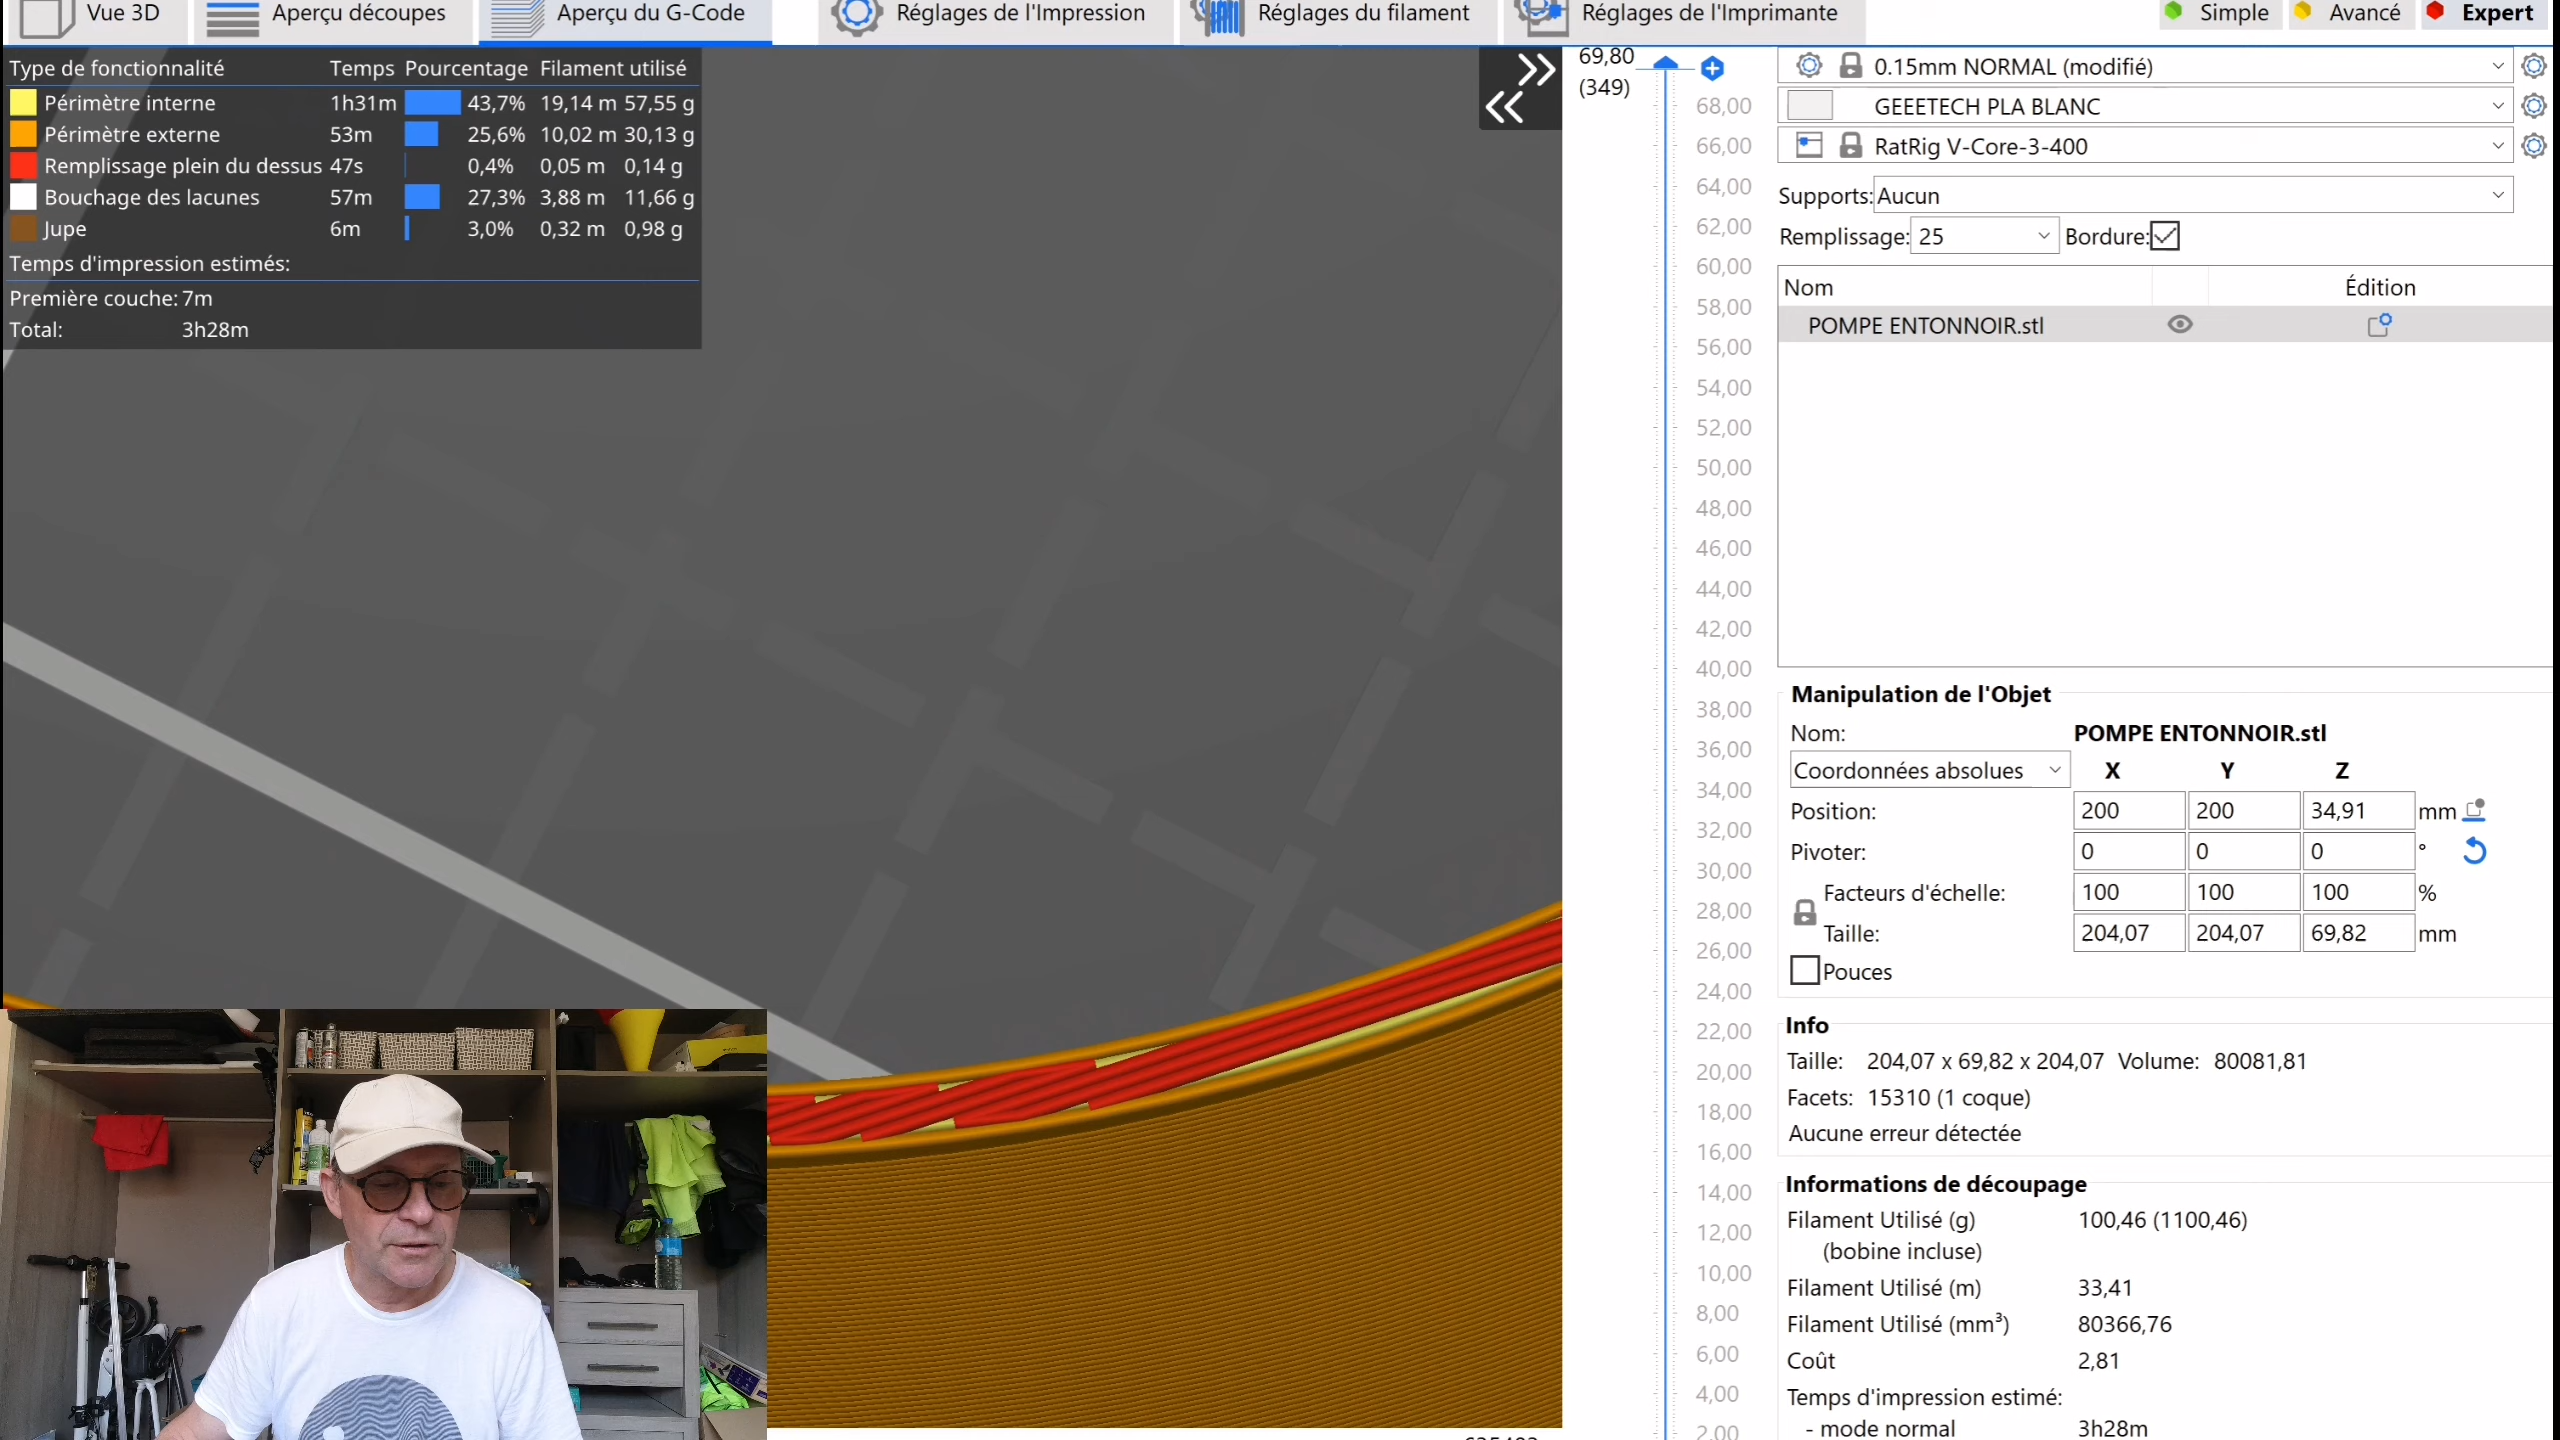 Vue 3D
Aperçu découpes
Aperçu du G-Code
Réglages de l'Impression
Réglages du filament
Réglages de l'Imprimante
Simple
Avancé
Expert
Type de fonctionnalité Temps Pourcentage Filament utilisé
Périmètre interne 1h31m 43,7% 19,14 m 57,55 g
Périmètre externe 53m 25,6% 10,02 m 30,13 g
Remplissage plein du dessus 47s 0,4% 0,05 m 0,14 g
Bouchage des lacunes 57m 27,3% 3,88 m 11,66 g
Jupe 6m 3,0% 0,32 m 0,98 g
Temps d'impression estimés:
Première couche: 7m
Total: 3h28m
69,80
(349)
68,00
66,00
64,00
62,00
60,00
58,00
56,00
54,00
52,00
50,00
48,00
46,00
44,00
42,00
40,00
38,00
36,00
34,00
32,00
30,00
28,00
26,00
24,00
22,00
20,00
18,00
16,00
14,00
12,00
10,00
8,00
6,00
4,00
2,00
0.15mm NORMAL (modifié)
GEEETECH PLA BLANC
RatRig V-Core-3-400
Supports: Aucun
Remplissage: 25 Bordure:
Nom Édition
POMPE ENTONNOIR.stl
Manipulation de l'Objet
Nom: POMPE ENTONNOIR.stl
Coordonnées absolues X Y Z
Position: 200 200 34,91 mm
Pivoter: 0 0 0 °
Facteurs d'échelle: 100 100 100 %
Taille: 204,07 204,07 69,82 mm
Pouces
Info
Taille: 204,07 x 69,82 x 204,07 Volume: 80081,81
Facets: 15310 (1 coque)
Aucune erreur détectée
Informations de découpage
Filament Utilisé (g) 100,46 (1100,46)
(bobine incluse)
Filament Utilisé (m) 33,41
Filament Utilisé (mm³) 80366,76
Coût 2,81
Temps d'impression estimé:
- mode normal 3h28m